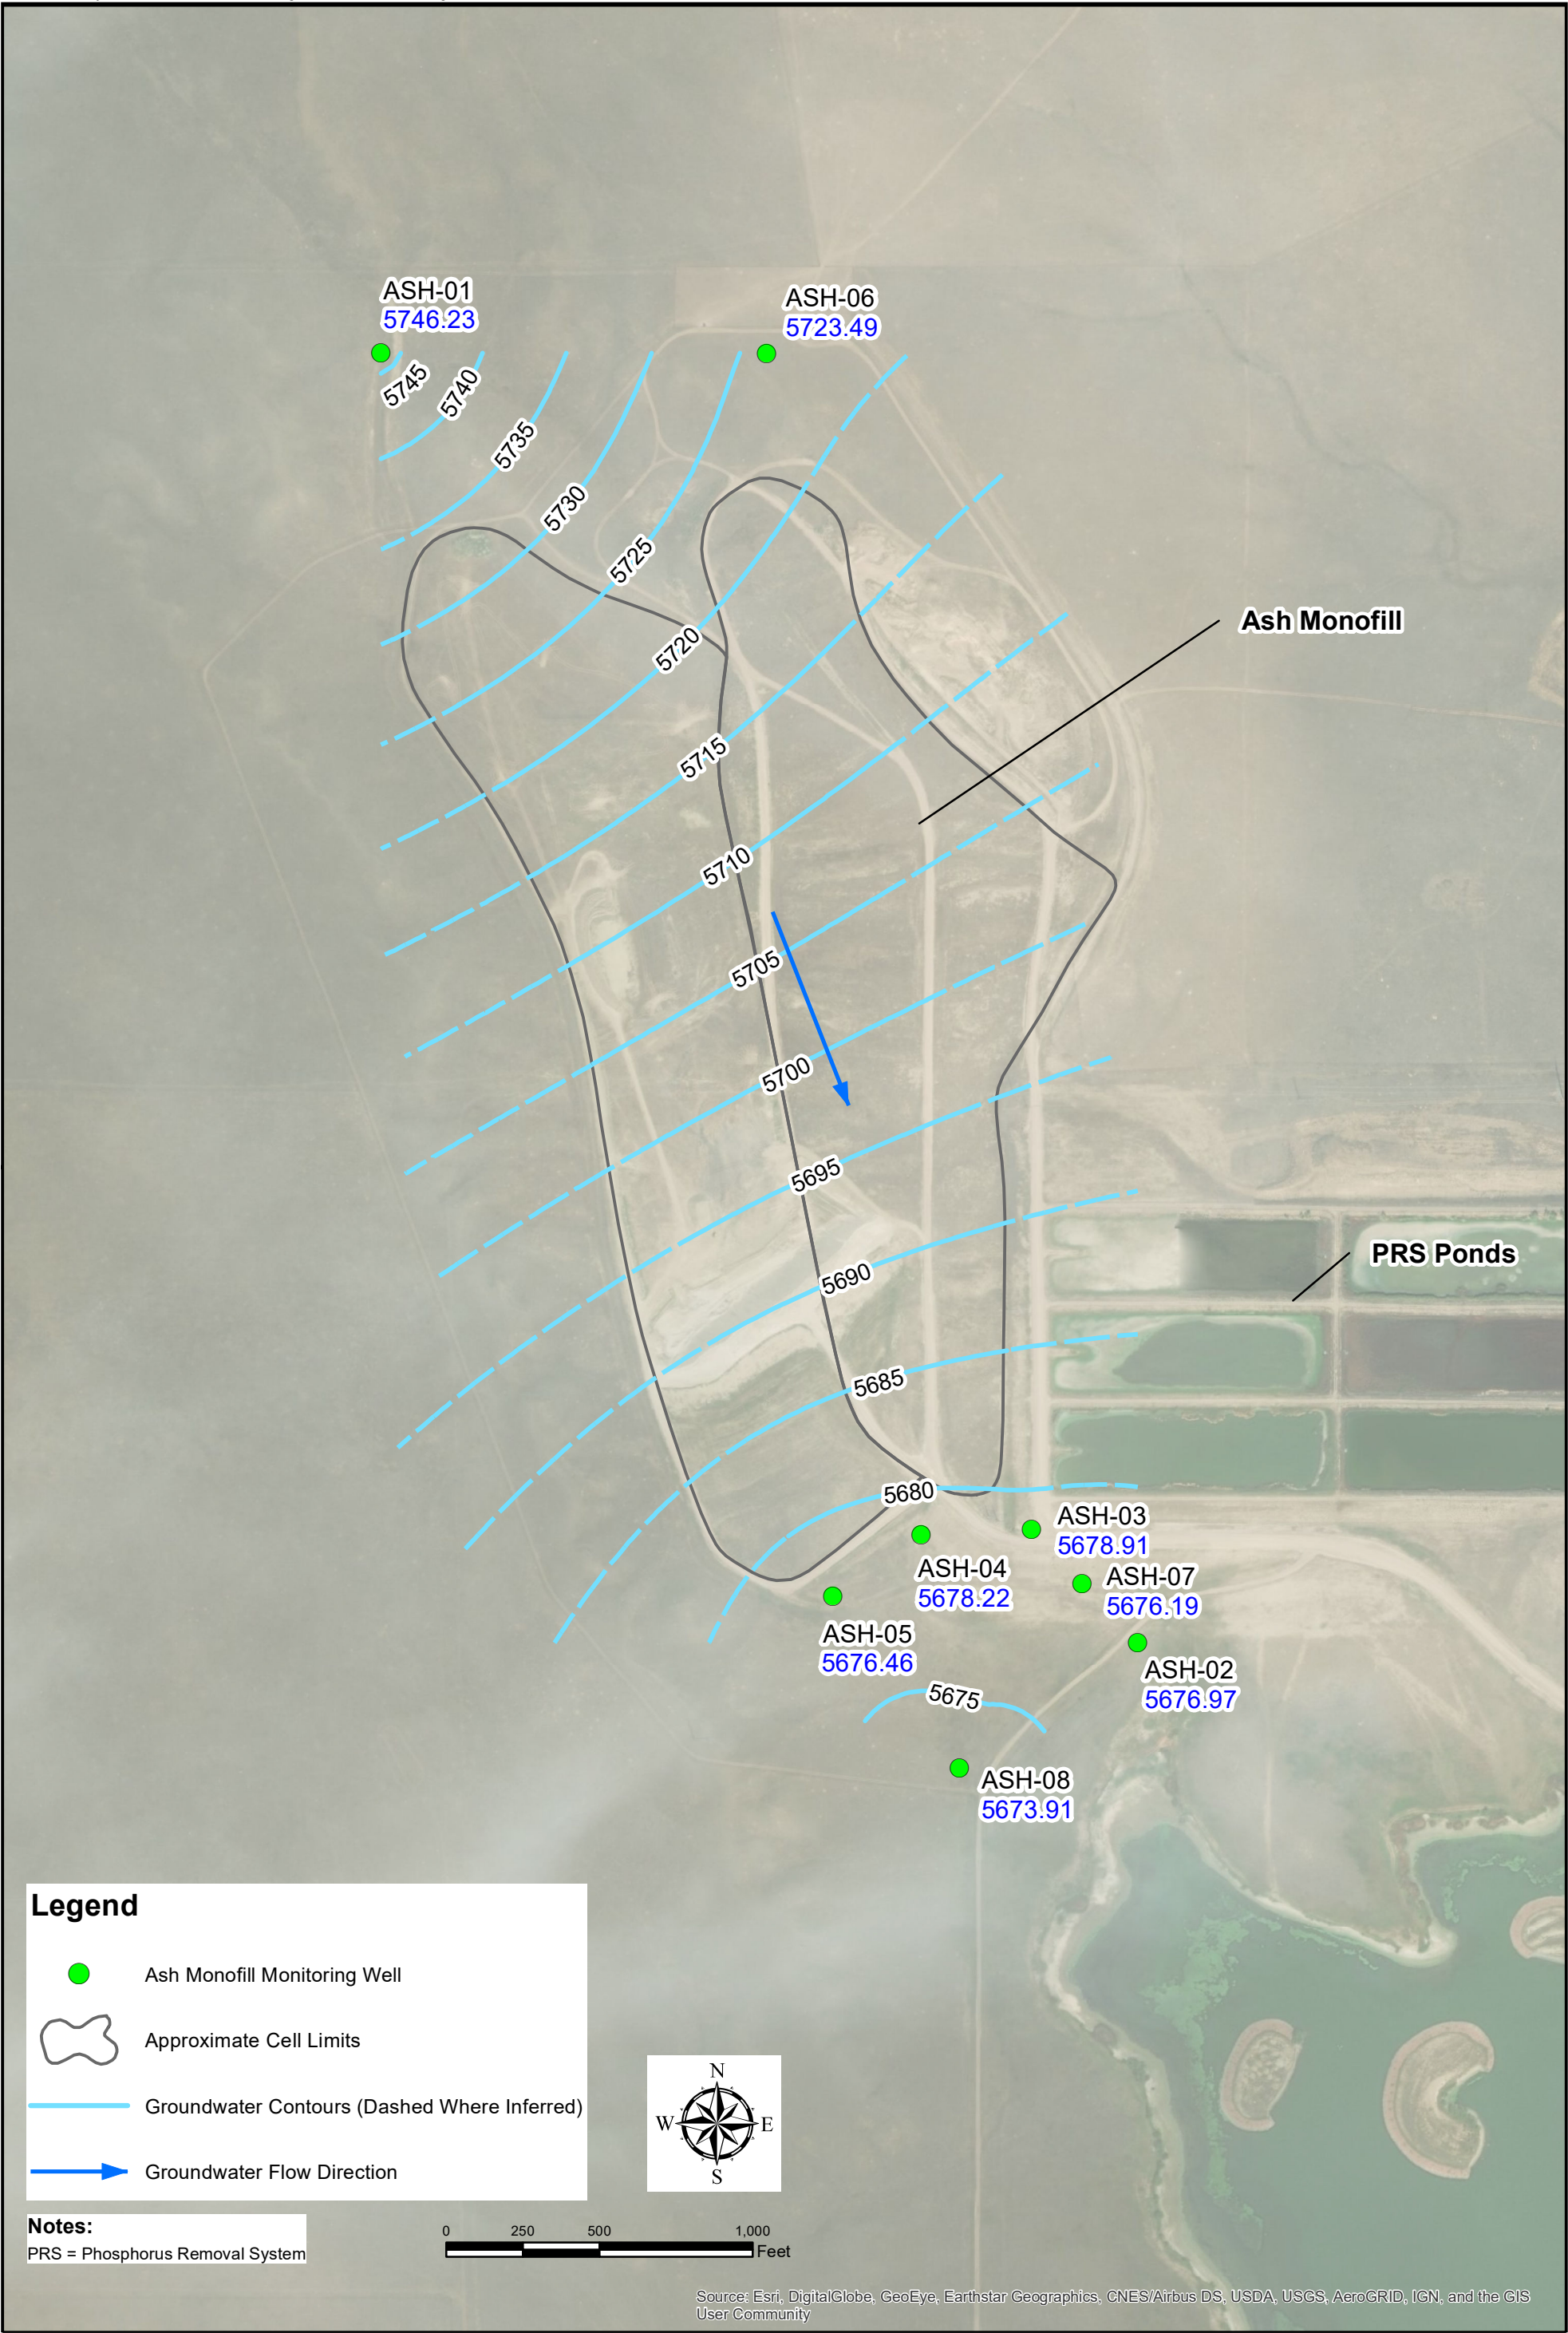 ASH-01
5746.23
ASH-06
5723.49
5745
5740
5735
5730
5725
5720
5715
5710
5705
5700
5695
5690
5685
5680
5675
Ash Monofill
PRS Ponds
ASH-03
5678.91
ASH-04
5678.22
ASH-07
5676.19
ASH-05
5676.46
ASH-02
5676.97
ASH-08
5673.91
Legend
Ash Monofill Monitoring Well
Approximate Cell Limits
Groundwater Contours (Dashed Where Inferred)
Groundwater Flow Direction
N
W E
S
Notes:
PRS = Phosphorus Removal System
0 250 500 1,000
Feet
Source: Esri, DigitalGlobe, GeoEye, Earthstar Geographics, CNES/Airbus DS, USDA, USGS, AeroGRID, IGN, and the GIS
User Community